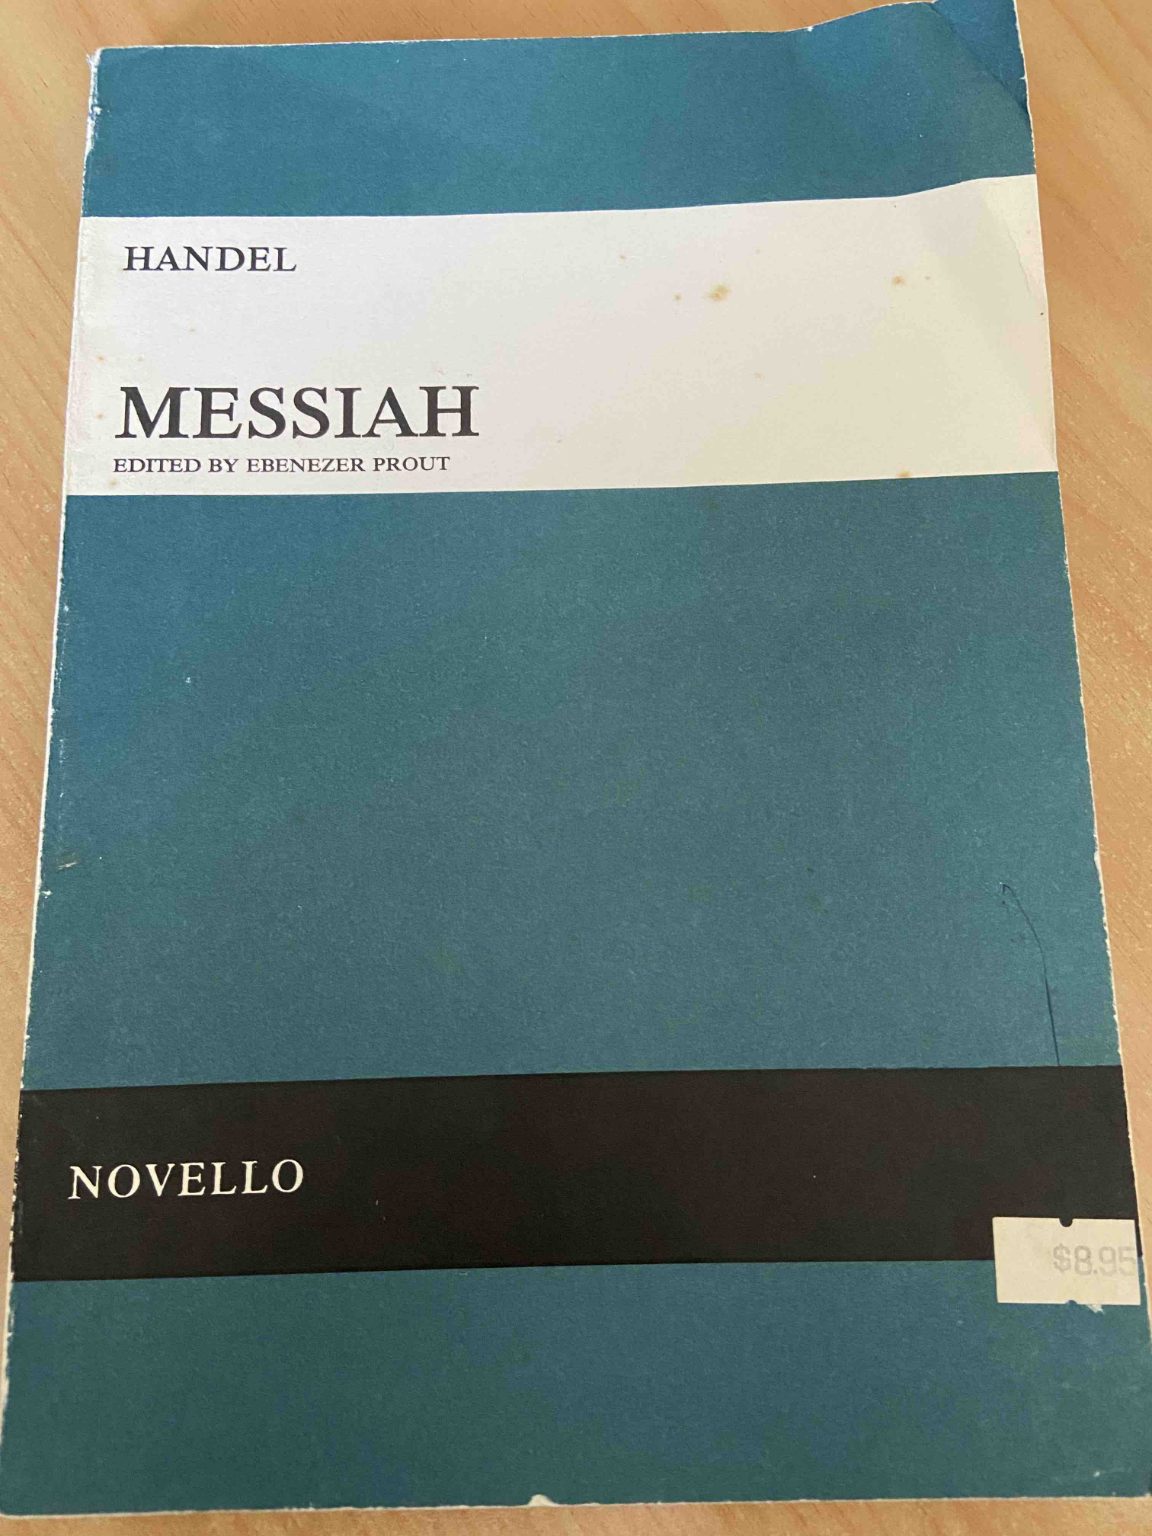 HANDEL
MESSIAH
EDITED BY EBENEZER PROUT
NOVELLO
$8.95